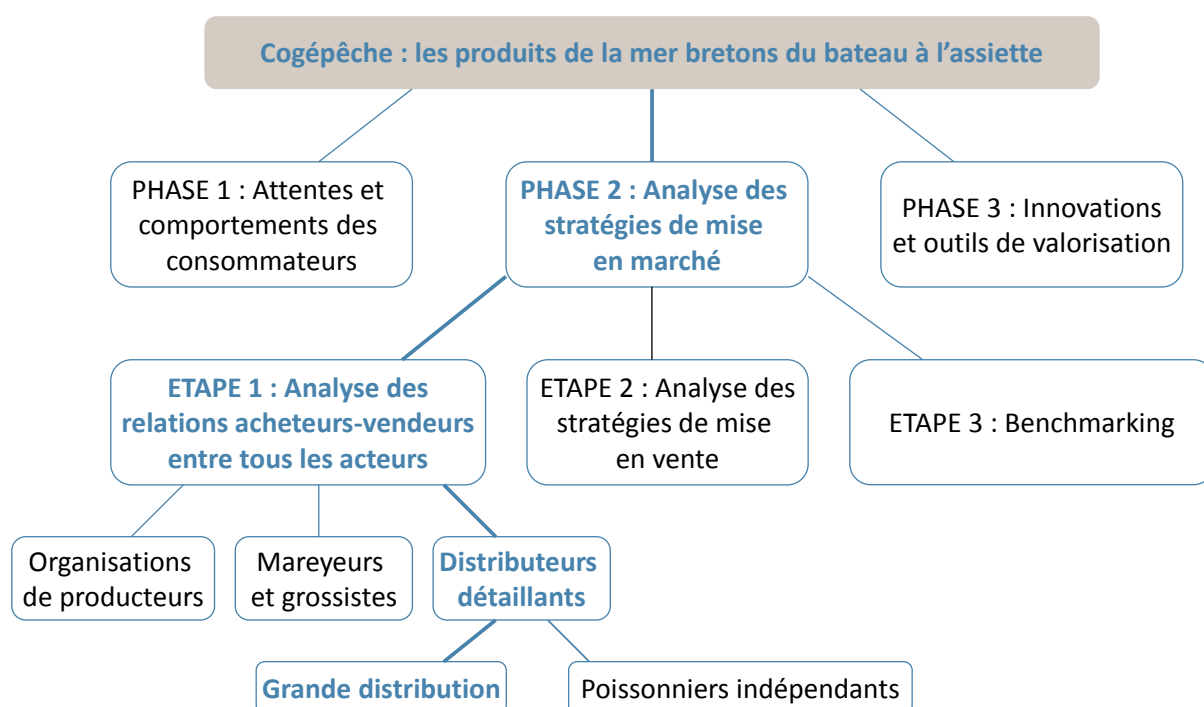 Cogépêche : les produits de la mer bretons du bateau à l’assiette
PHASE 1 : Attentes et
comportements des
consommateurs
PHASE 2 : Analyse des
stratégies de mise
en marché
PHASE 3 : Innovations
et outils de valorisation
ETAPE 1 : Analyse des
relations acheteurs-vendeurs
entre tous les acteurs
ETAPE 2 : Analyse des
stratégies de mise
en vente
ETAPE 3 : Benchmarking
Organisations
de producteurs
Mareyeurs
et grossistes
Distributeurs
détaillants
Grande distribution
Poissonniers indépendants